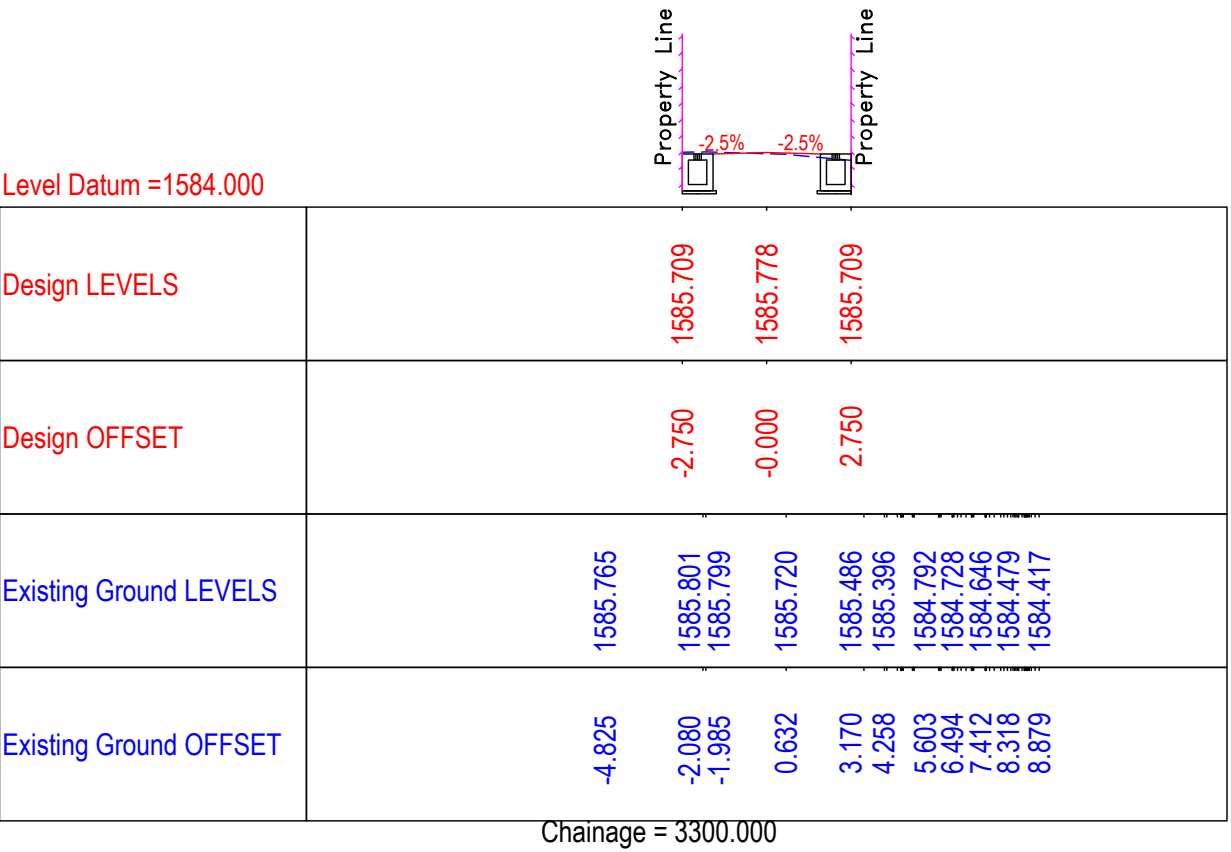 Property Line
Property Line
-2.5% -2.5%
Level Datum =1584.000
Design LEVELS 1585.709 1585.778 1585.709
Design OFFSET -2.750 -0.000 2.750
Existing Ground LEVELS 1585.765 1585.801 1585.799 1585.720 1585.486 1585.396 1584.792 1584.728 1584.646 1584.479 1584.417
Existing Ground OFFSET -4.825 -2.080 -1.985 0.632 3.170 4.258 5.603 6.494 7.412 8.318 8.879
Chainage = 3300.000